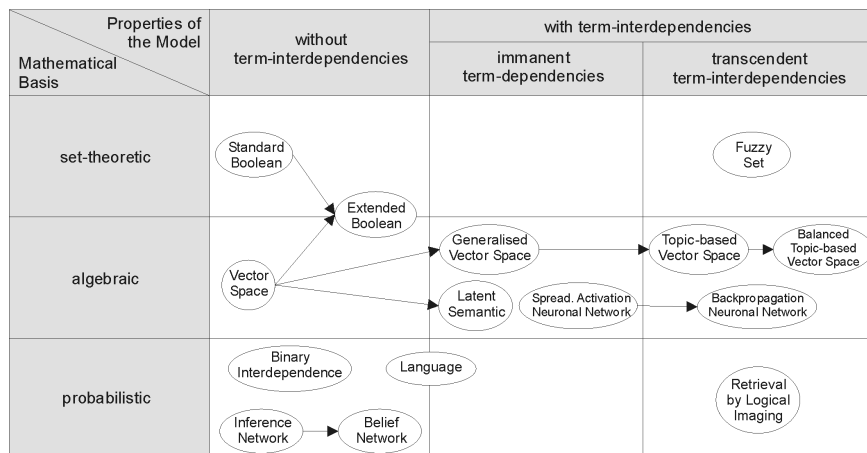 Properties of
the Model
Mathematical
Basis
without
term-interdependencies
with term-interdependencies
immanent
term-dependencies
transcendent
term-interdependencies
set-theoretic
Standard
Boolean
Fuzzy
Set
Extended
Boolean
algebraic
Vector
Space
Generalised
Vector Space
Topic-based
Vector Space
Balanced
Topic-based
Vector Space
Latent
Semantic
Spread. Activation
Neuronal Network
Backpropagation
Neuronal Network
probabilistic
Binary
Interdependence
Language
Retrieval
by Logical
Imaging
Inference
Network
Belief
Network